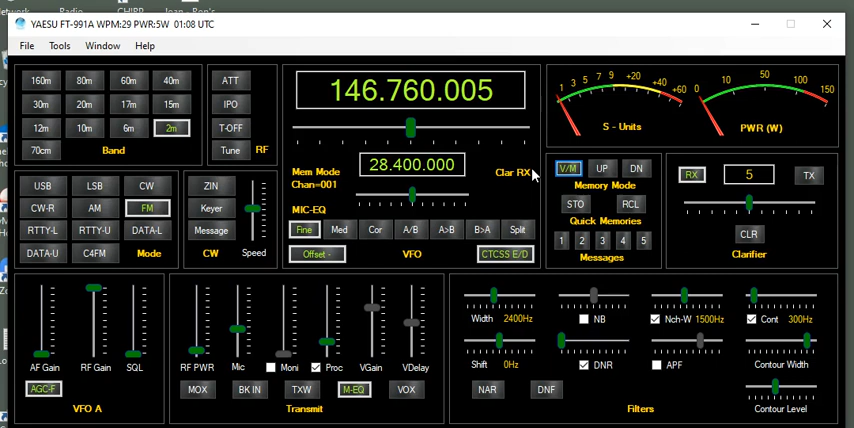 YAESU FT-991A WPM:29 PWR:5W 01:08 UTC
File Tools Window Help
160m 80m 60m 40m
30m 20m 17m 15m
12m 10m 6m 2m
70cm Band
ATT
IPO
T-OFF
Tune RF
146.760.005
Mem Mode
Chan=001
28.400.000
Clar RX
MIC-EQ
Fine Med Cor A/B A>B B>A Split
Offset - VFO CTCSS E/D
1 3 5 7 9 +20 +40 +60
S - Units
0 10 50 100 150
PWR (W)
USB LSB CW
CW-R AM FM
RTTY-L RTTY-U DATA-L
DATA-U C4FM Mode
ZIN
Keyer
Message
CW Speed
V/M UP DN
Memory Mode
STO RCL
Quick Memories
1 2 3 4 5
Messages
RX 5 TX
CLR
Clarifier
AF Gain RF Gain SQL
AGC-F
VFO A
RF PWR Mic Moni Proc VGain VDelay
MOX BK IN TXW M-EQ VOX
Transmit
Width 2400Hz NB Nch-W 1500Hz Cont 300Hz
Shift 0Hz DNR APF Contour Width
NAR DNF
Contour Level
Filters